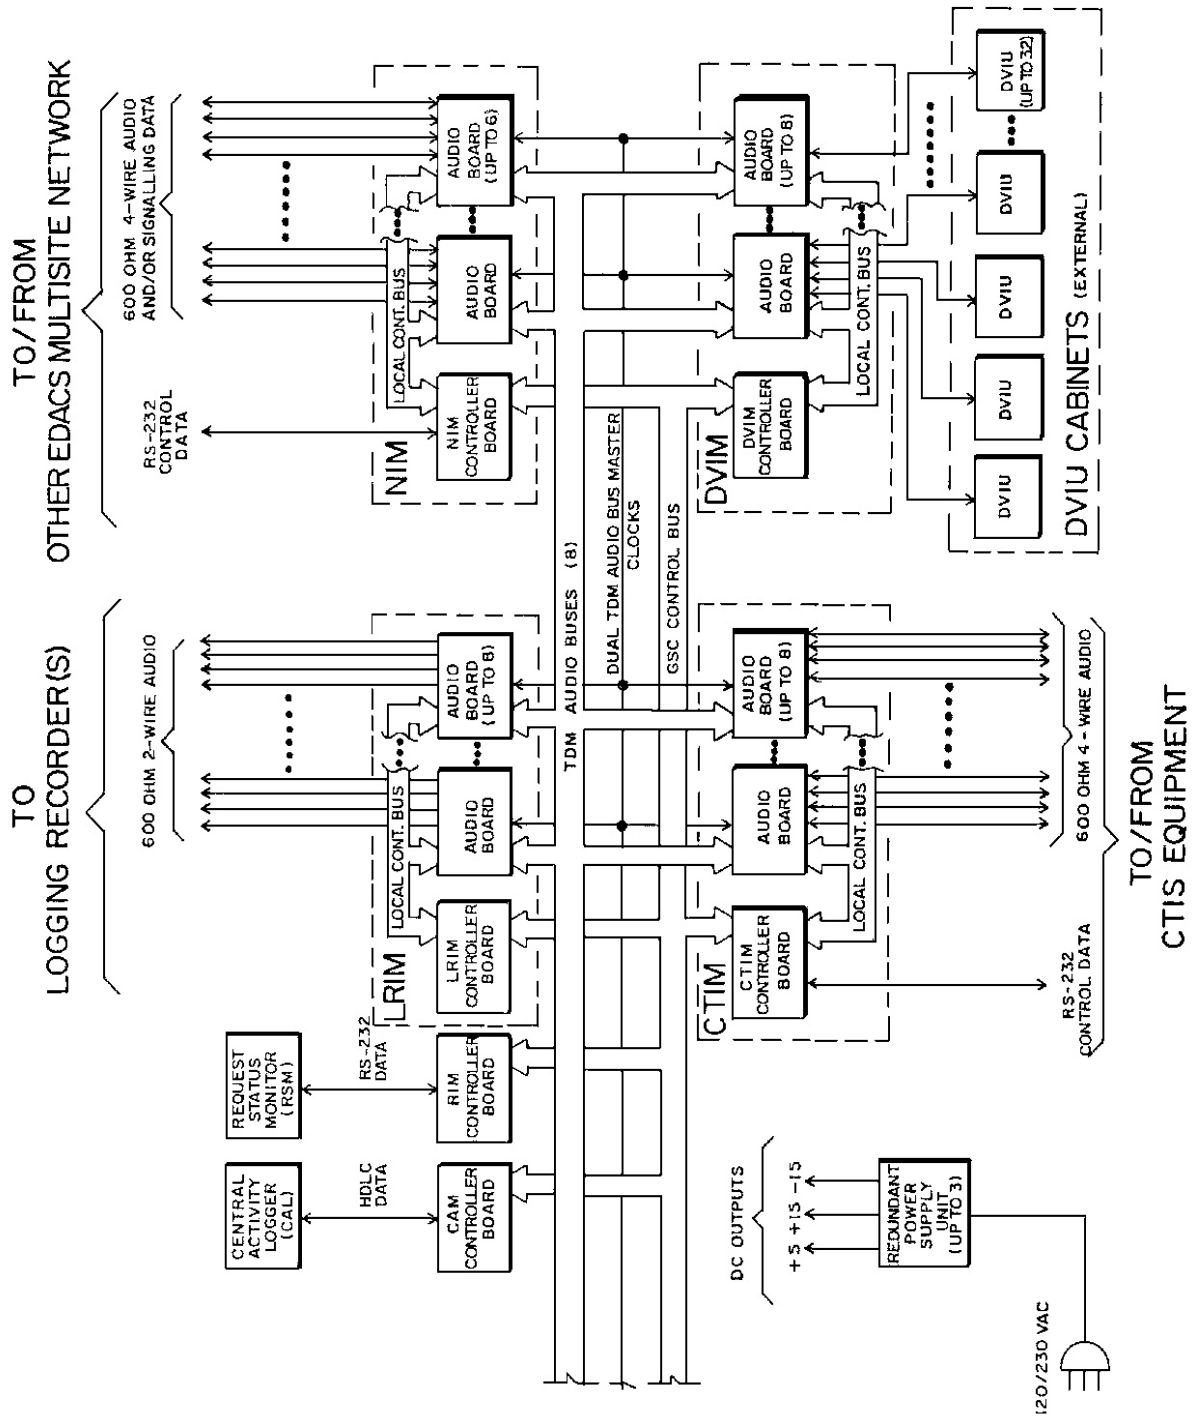 TO
LOGGING RECORDER(S)
TO/FROM
OTHER EDACS MULTISITE NETWORK
600 OHM 2-WIRE AUDIO
RS-232
CONTROL
DATA
600 OHM 4-WIRE AUDIO
AND/OR SIGNALLING DATA
CENTRAL
ACTIVITY
LOGGER
(CAL)
REQUEST
STATUS
MONITOR
(RSM)
HDLC
DATA
RS-232
DATA
LRIM
LOCAL CONT. BUS
NIM
LOCAL CONT. BUS
CAM
CONTROLLER
BOARD
RIM
CONTROLLER
BOARD
LRIM
CONTROLLER
BOARD
AUDIO
BOARD
AUDIO
BOARD
(UP TO 8)
NIM
CONTROLLER
BOARD
AUDIO
BOARD
AUDIO
BOARD
(UP TO 6)
TDM AUDIO BUSES (8)
DUAL TDM AUDIO BUS MASTER
CLOCKS
GSC CONTROL BUS
CTIM
CTIM
CONTROLLER
BOARD
AUDIO
BOARD
AUDIO
BOARD
(UP TO 8)
LOCAL CONT. BUS
DVIM
DVIM
CONTROLLER
BOARD
AUDIO
BOARD
AUDIO
BOARD
(UP TO 8)
LOCAL CONT. BUS
DC OUTPUTS
+5 +15 -15
REDUNDANT
POWER
SUPPLY
UNIT
(UP TO 3)
120/230 VAC
RS-232
CONTROL DATA
600 OHM 4-WIRE AUDIO
TO/FROM
CTIS EQUIPMENT
DVIU
DVIU
DVIU
DVIU
DVIU
(UP TO 32)
DVIU CABINETS (EXTERNAL)